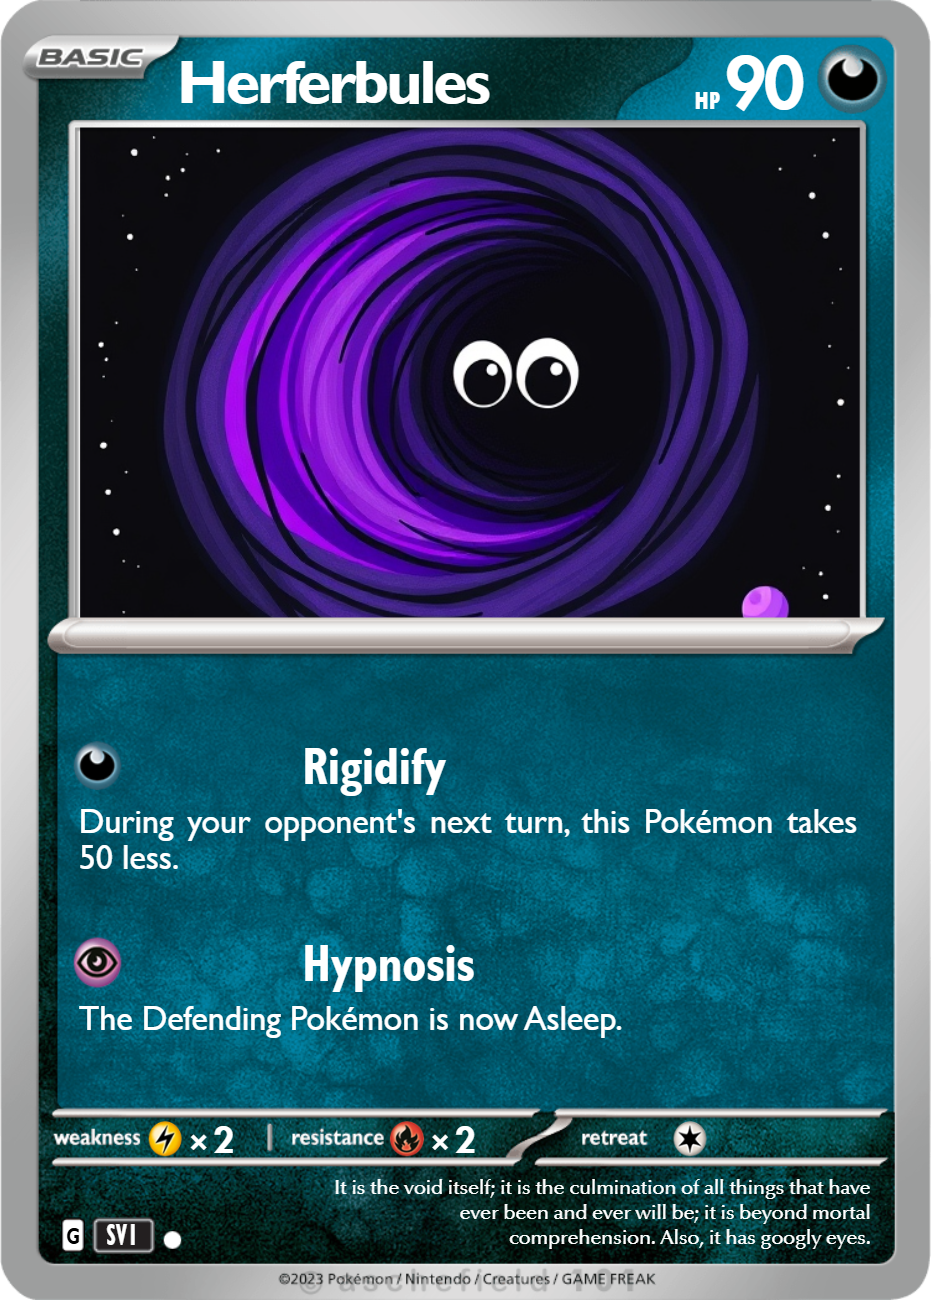 BASIC
Herferbules
HP 90
Rigidify
During your opponent's next turn, this Pokémon takes
50 less.
Hypnosis
The Defending Pokémon is now Asleep.
weakness ×2 | resistance ×2 retreat
It is the void itself; it is the culmination of all things that have
ever been and ever will be; it is beyond mortal
comprehension. Also, it has googly eyes.
G SVI
©2023 Pokémon / Nintendo / Creatures / GAME FREAK